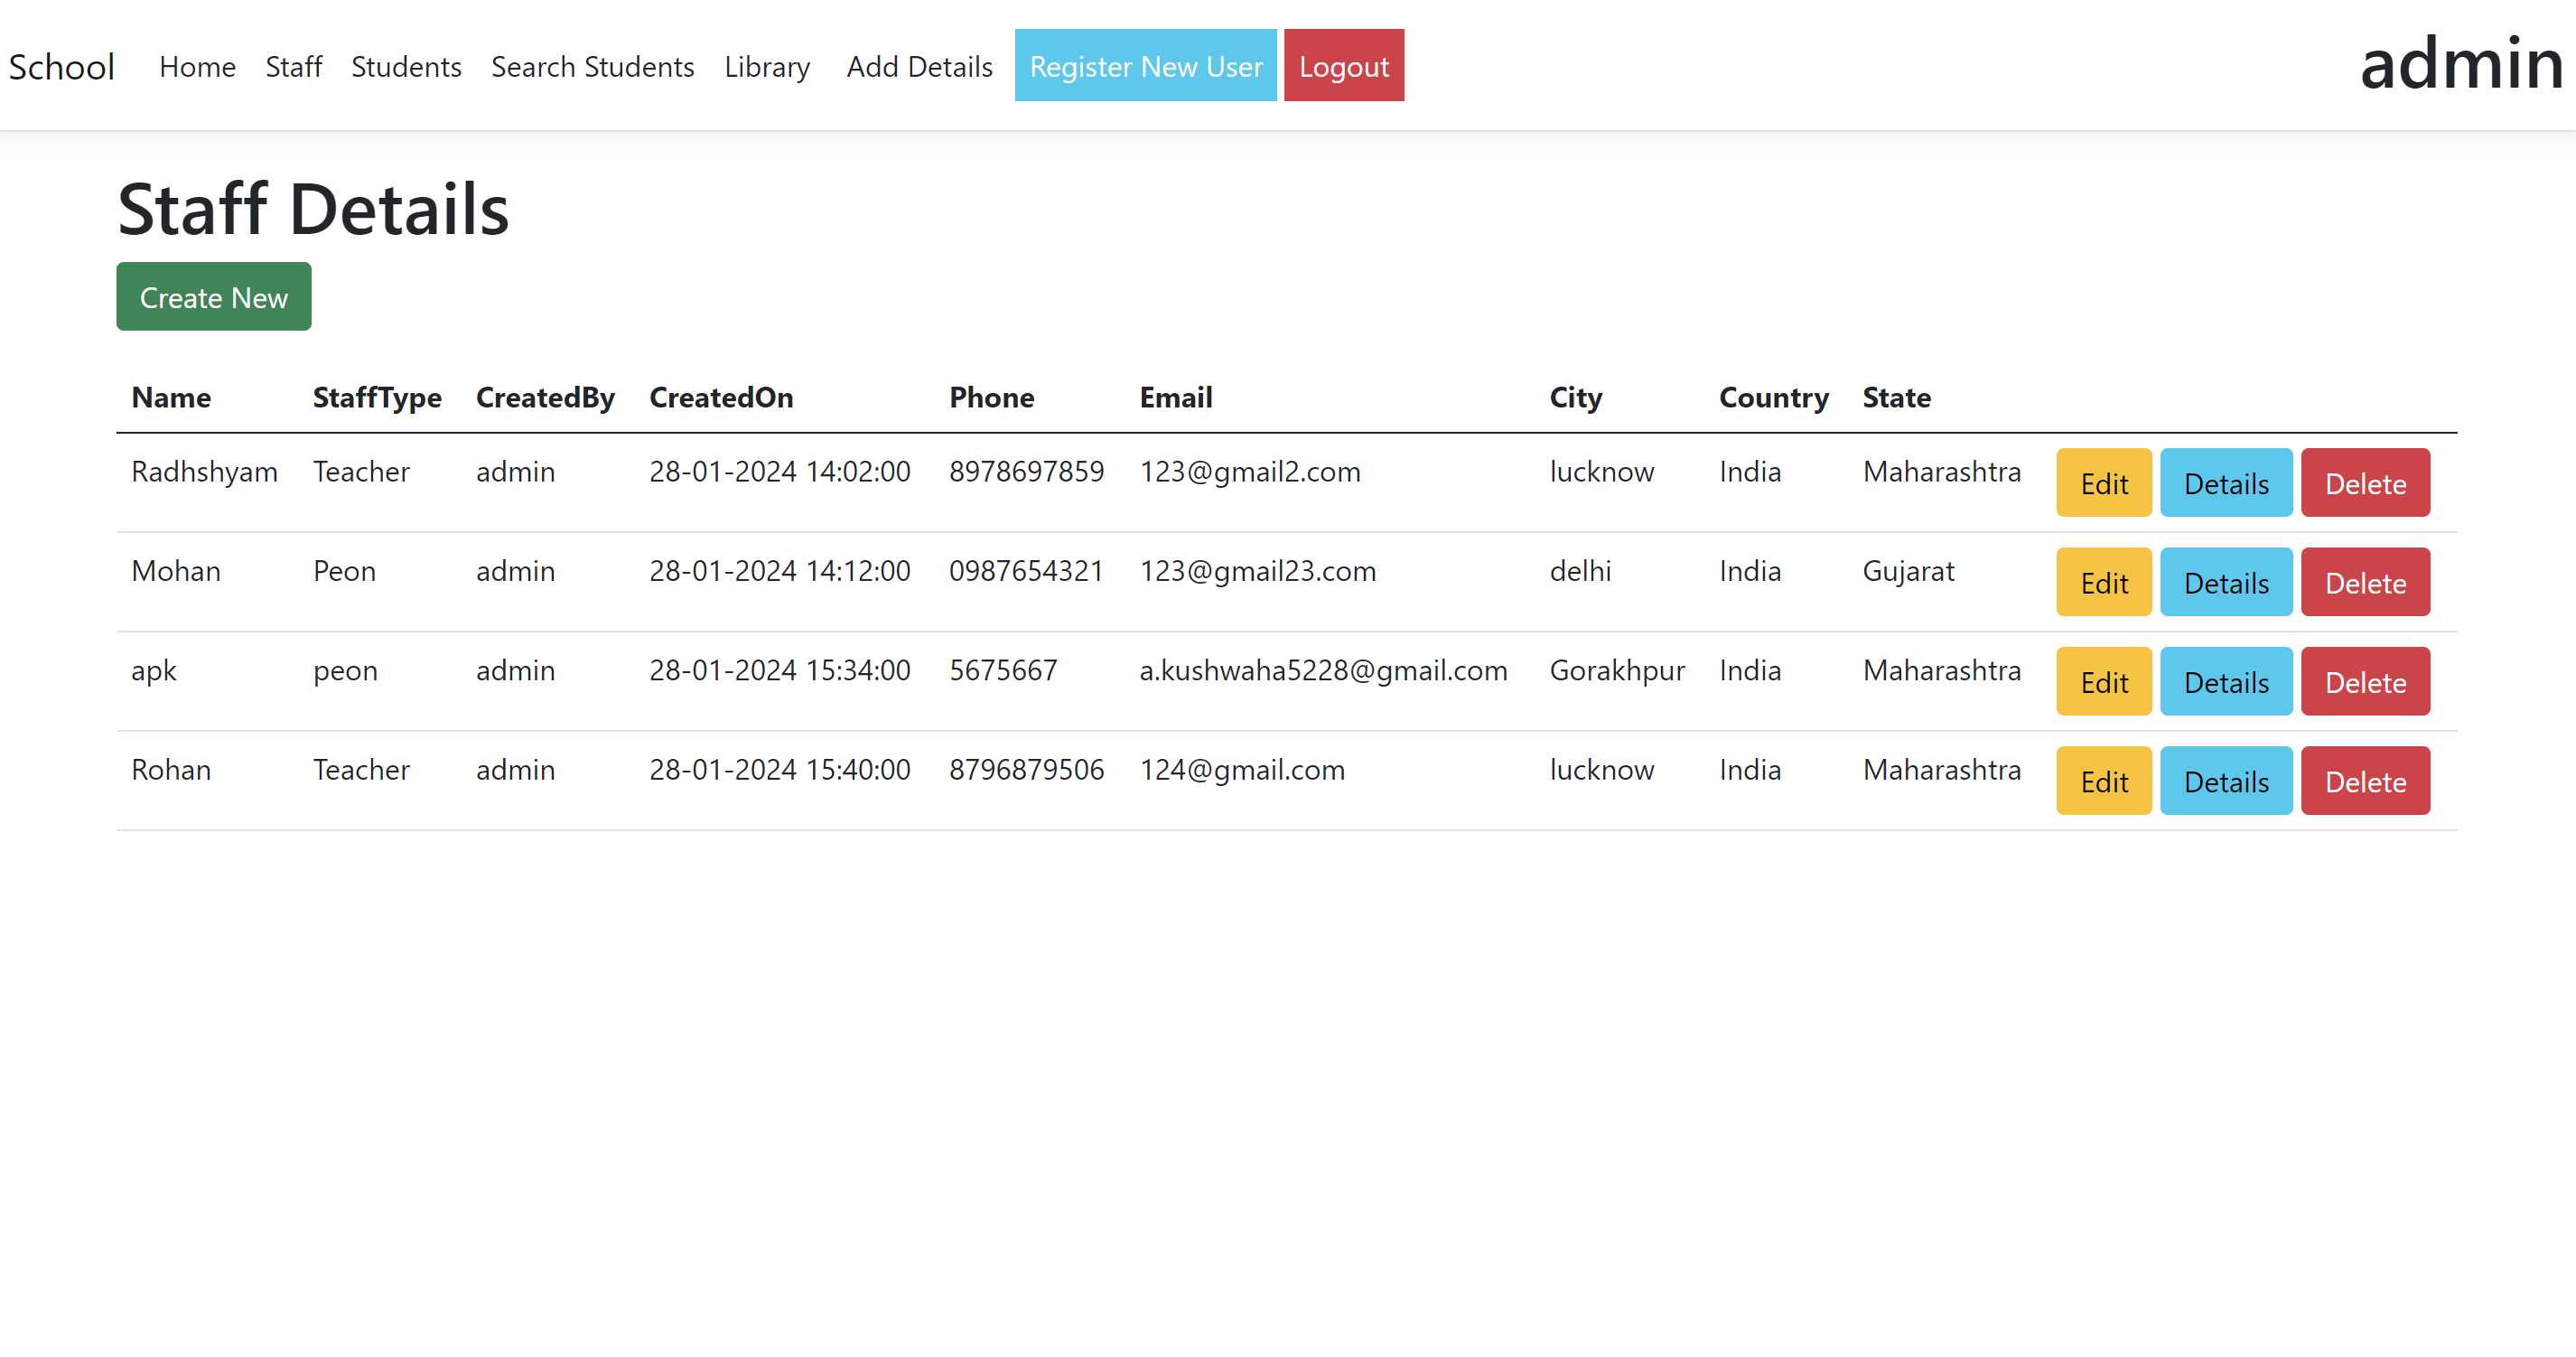 School Home Staff Students Search Students Library Add Details Register New User Logout admin
Staff Details
Create New
Name StaffType CreatedBy CreatedOn Phone Email City Country State
Radhshyam Teacher admin 28-01-2024 14:02:00 8978697859 123@gmail2.com lucknow India Maharashtra Edit Details Delete
Mohan Peon admin 28-01-2024 14:12:00 0987654321 123@gmail23.com delhi India Gujarat Edit Details Delete
apk peon admin 28-01-2024 15:34:00 5675667 a.kushwaha5228@gmail.com Gorakhpur India Maharashtra Edit Details Delete
Rohan Teacher admin 28-01-2024 15:40:00 8796879506 124@gmail.com lucknow India Maharashtra Edit Details Delete